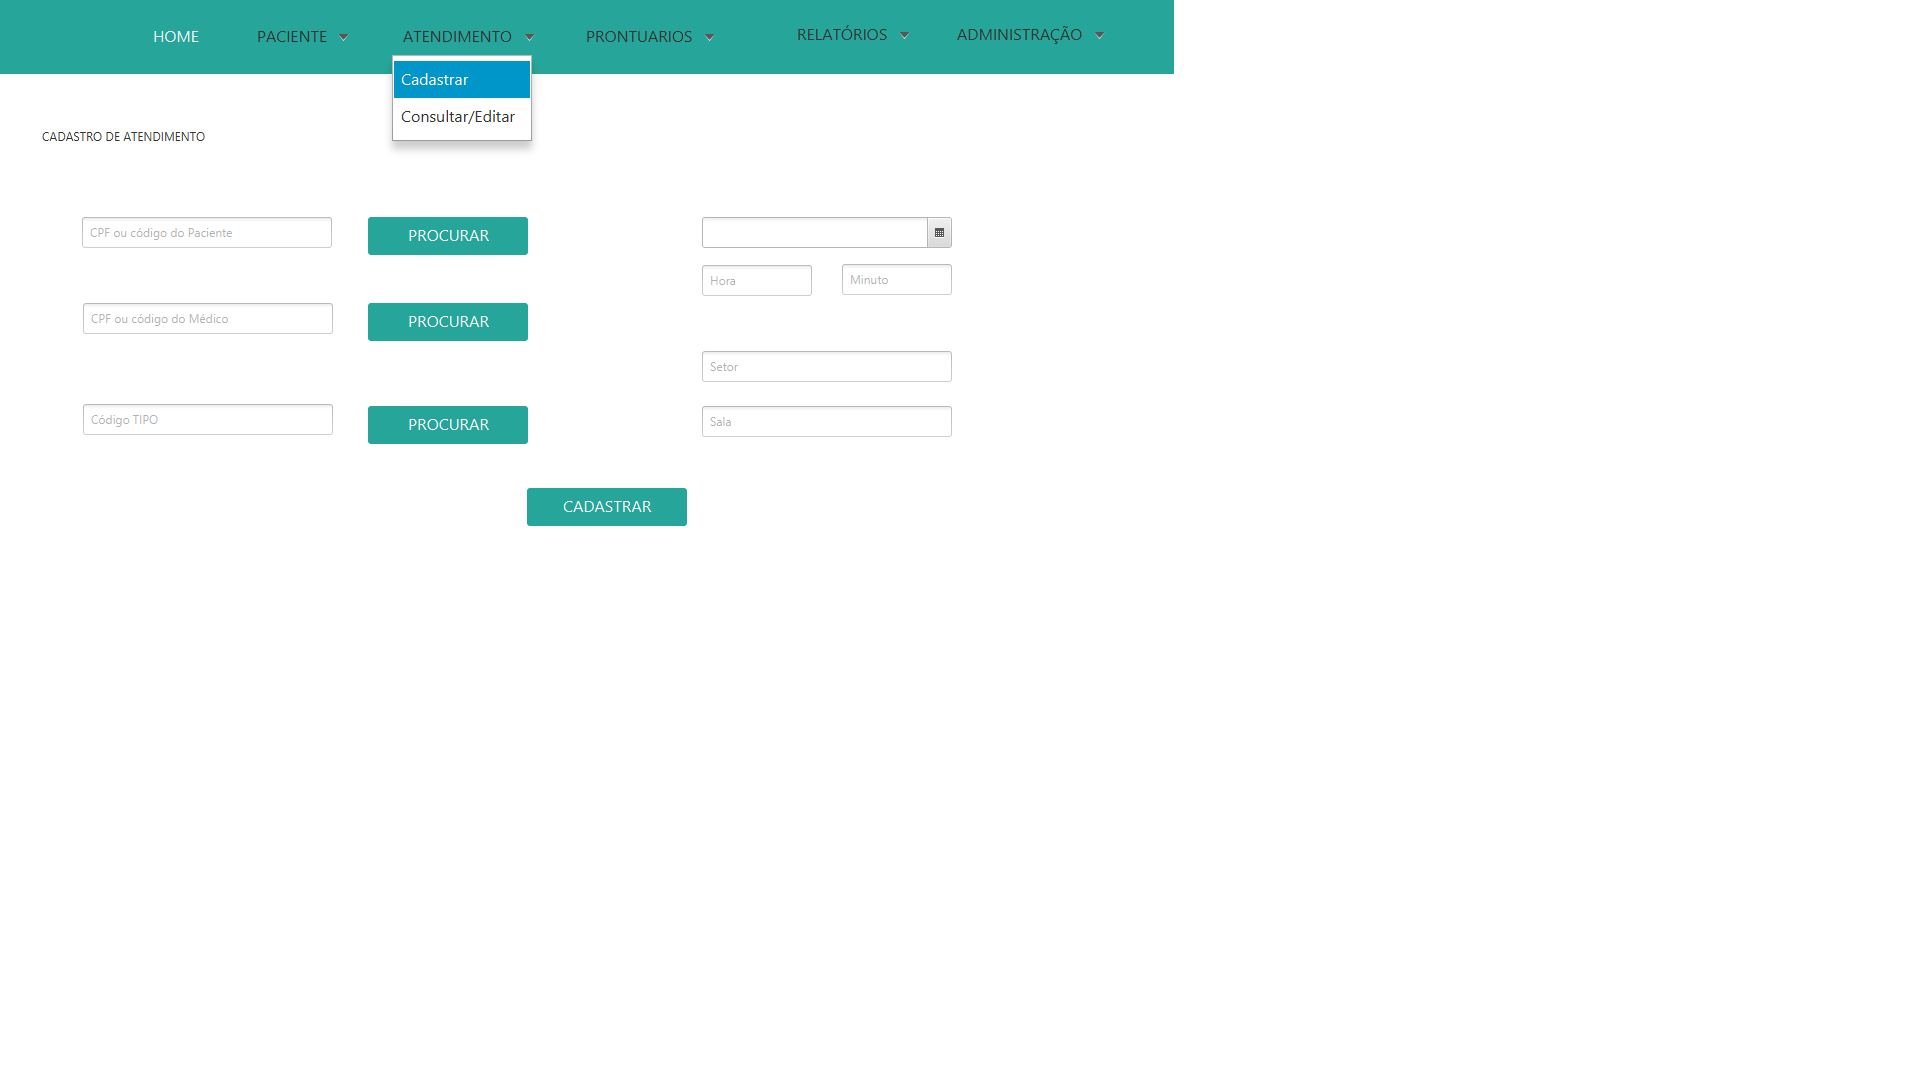 HOME PACIENTE ATENDIMENTO PRONTUARIOS RELATÓRIOS ADMINISTRAÇÃO
Cadastrar
Consultar/Editar
CADASTRO DE ATENDIMENTO
CPF ou código do Paciente PROCURAR
Hora Minuto
CPF ou código do Médico PROCURAR
Setor
Código TIPO PROCURAR Sala
CADASTRAR